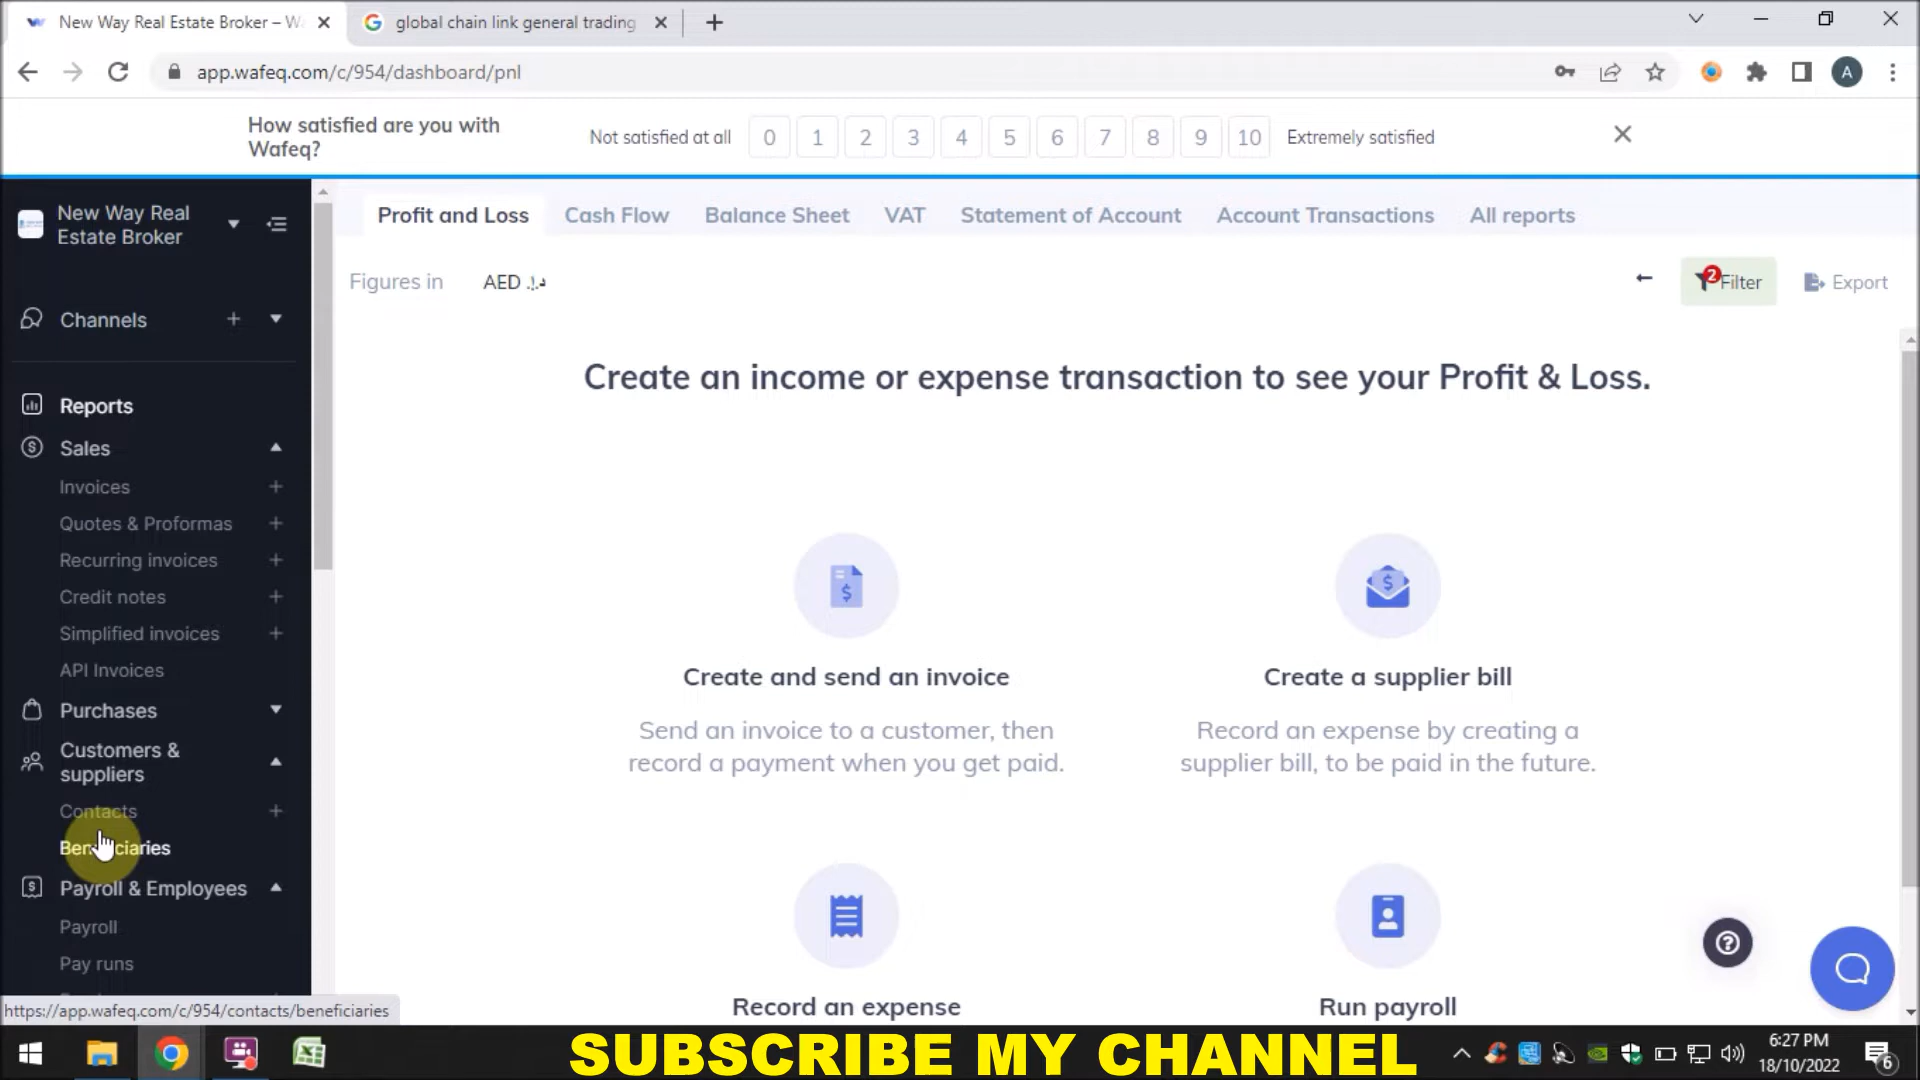 New Way Real Estate Broker – W
global chain link general trading
app.wafeq.com/c/954/dashboard/pnl
A
How satisfied are you with
Wafeq?
Not satisfied at all 0 1 2 3 4 5 6 7 8 9 10 Extremely satisfied
New Way Real
Estate Broker
Profit and Loss Cash Flow Balance Sheet VAT Statement of Account Account Transactions All reports
Figures in AED د.إ.
2 Filter Export
Channels
Create an income or expense transaction to see your Profit & Loss.
Reports
Sales
Invoices
Quotes & Proformas
Recurring invoices
Credit notes
Simplified invoices
API Invoices
Purchases
Customers &
suppliers
Contacts
Beneficiaries
Payroll & Employees
Payroll
Pay runs
Create and send an invoice
Send an invoice to a customer, then
record a payment when you get paid.
Create a supplier bill
Record an expense by creating a
supplier bill, to be paid in the future.
Record an expense
Run payroll
https://app.wafeq.com/c/954/contacts/beneficiaries
SUBSCRIBE MY CHANNEL
6:27 PM
18/10/2022
6